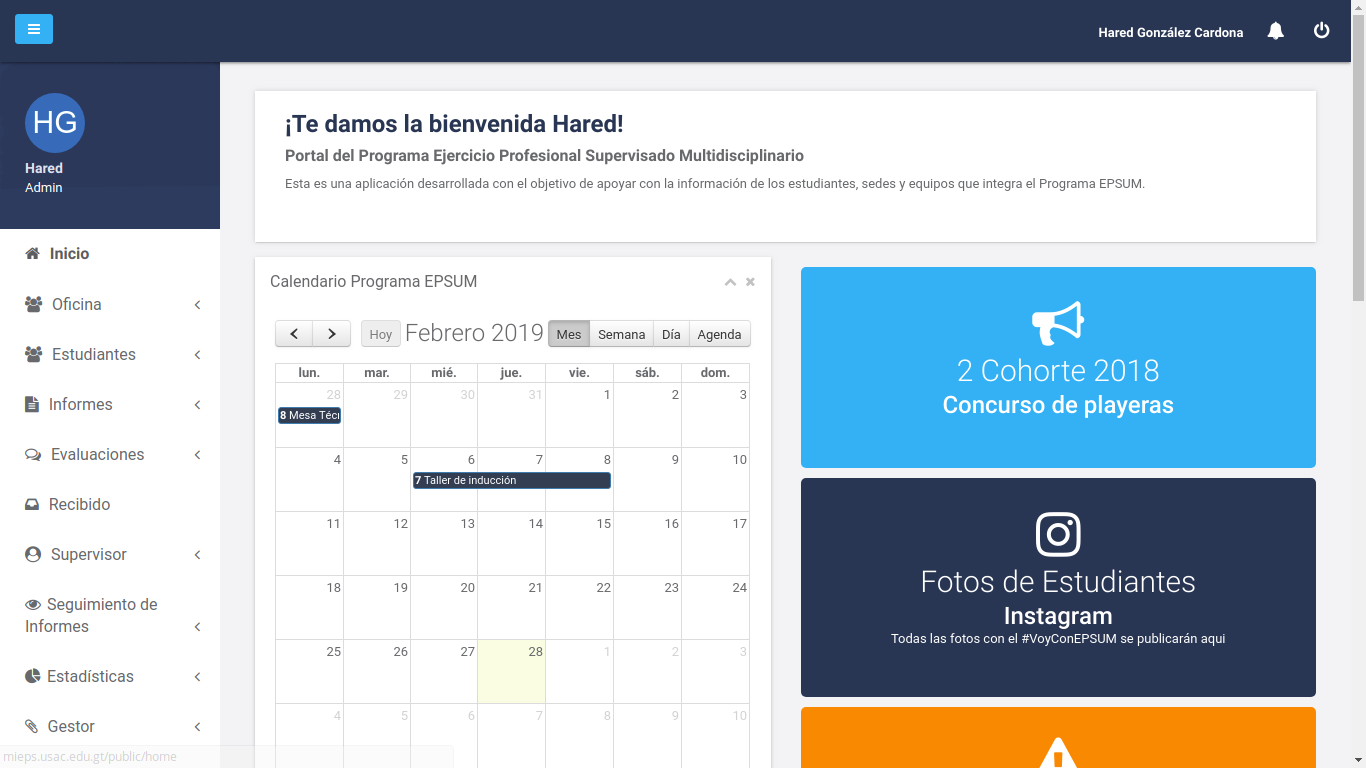 Hared González Cardona
HG
Hared
Admin
Inicio
Oficina
Estudiantes
Informes
Evaluaciones
Recibido
Supervisor
Seguimiento de
Informes
Estadísticas
Gestor
mieps.usac.edu.gt/public/home
¡Te damos la bienvenida Hared!
Portal del Programa Ejercicio Profesional Supervisado Multidisciplinario
Esta es una aplicación desarrollada con el objetivo de apoyar con la información de los estudiantes, sedes y equipos que integra el Programa EPSUM.
Calendario Programa EPSUM
Hoy Febrero 2019 Mes Semana Día Agenda
lun. mar. mié. jue. vie. sáb. dom.
28 29 30 31 1 2 3
8 Mesa Téci
4 5 6 7 8 9 10
7 Taller de inducción
11 12 13 14 15 16 17
18 19 20 21 22 23 24
25 26 27 28 1 2 3
4 5 6 7 8 9 10
2 Cohorte 2018
Concurso de playeras
Fotos de Estudiantes
Instagram
Todas las fotos con el #VoyConEPSUM se publicarán aqui